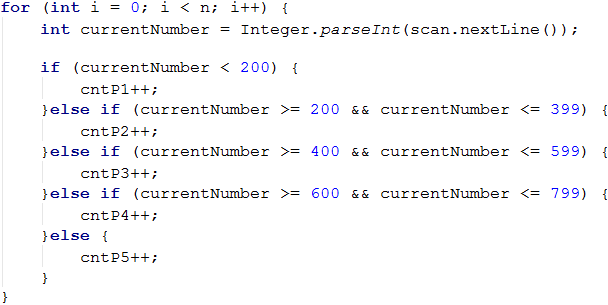 for (int i = 0; i < n; i++) {
    int currentNumber = Integer.parseInt(scan.nextLine());

    if (currentNumber < 200) {
        cntP1++;
    }else if (currentNumber >= 200 && currentNumber <= 399) {
        cntP2++;
    }else if (currentNumber >= 400 && currentNumber <= 599) {
        cntP3++;
    }else if (currentNumber >= 600 && currentNumber <= 799) {
        cntP4++;
    }else {
        cntP5++;
    }
}